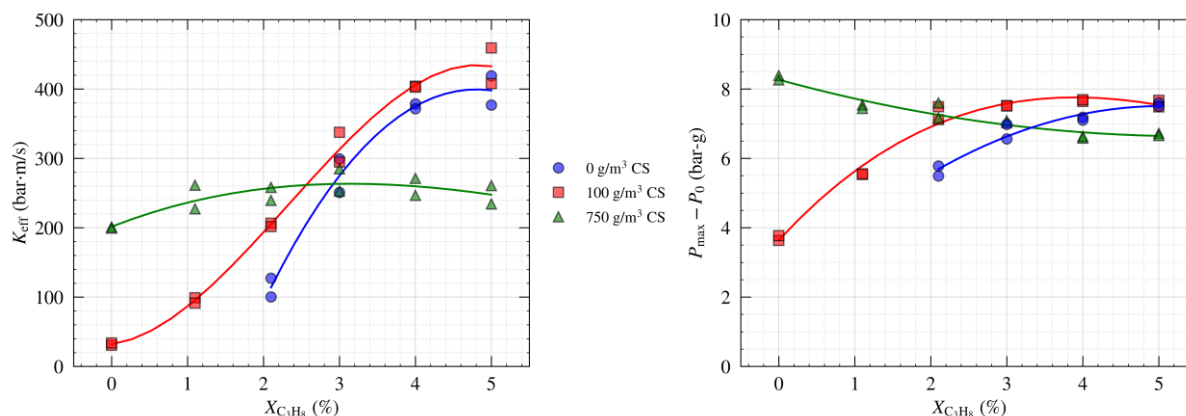 500
400
300
200
100
0
K_eff (bar·m/s)
0 1 2 3 4 5
X_C₃H₈ (%)
0 g/m³ CS
100 g/m³ CS
750 g/m³ CS
10
8
6
4
2
0
P_max − P₀ (bar-g)
0 1 2 3 4 5
X_C₃H₈ (%)